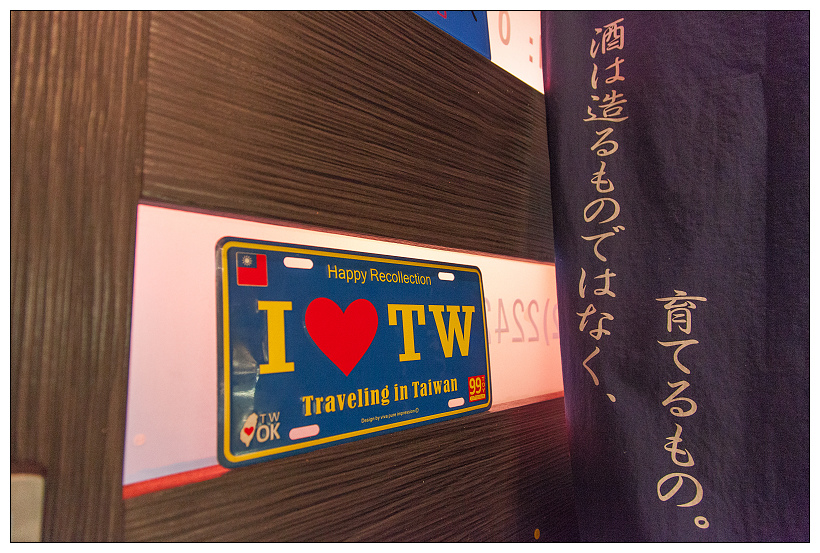 Happy Recollection
I ❤ TW
Traveling in Taiwan
99
TW
OK
酒は造るものではなく、
育てるもの。